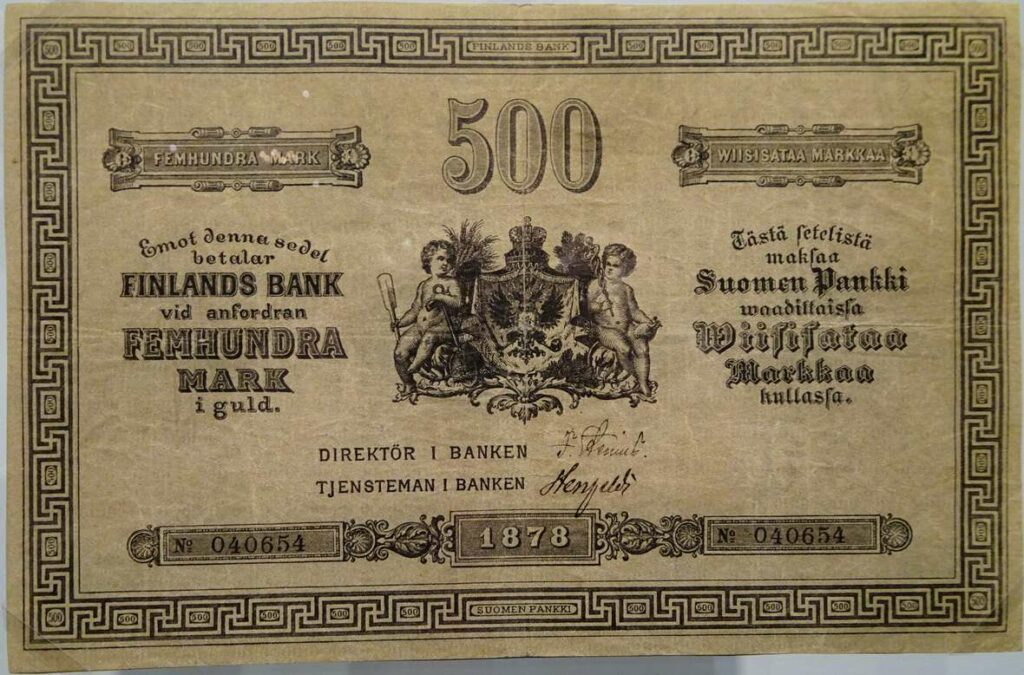 FINLANDS BANK
500
FEMHUNDRA MARK
WIISISATAA MARKKAA
Emot denna sedel
betalar
FINLANDS BANK
vid anfordran
FEMHUNDRA
MARK
i guld.
Tästä setelistä
maksaa
Suomen Pankki
waadittaissa
Wiisisataa
Markkaa
kullassa.
DIREKTÖR I BANKEN
TJENSTEMAN I BANKEN
No 040654
1878
No 040654
SUOMEN PANKKI